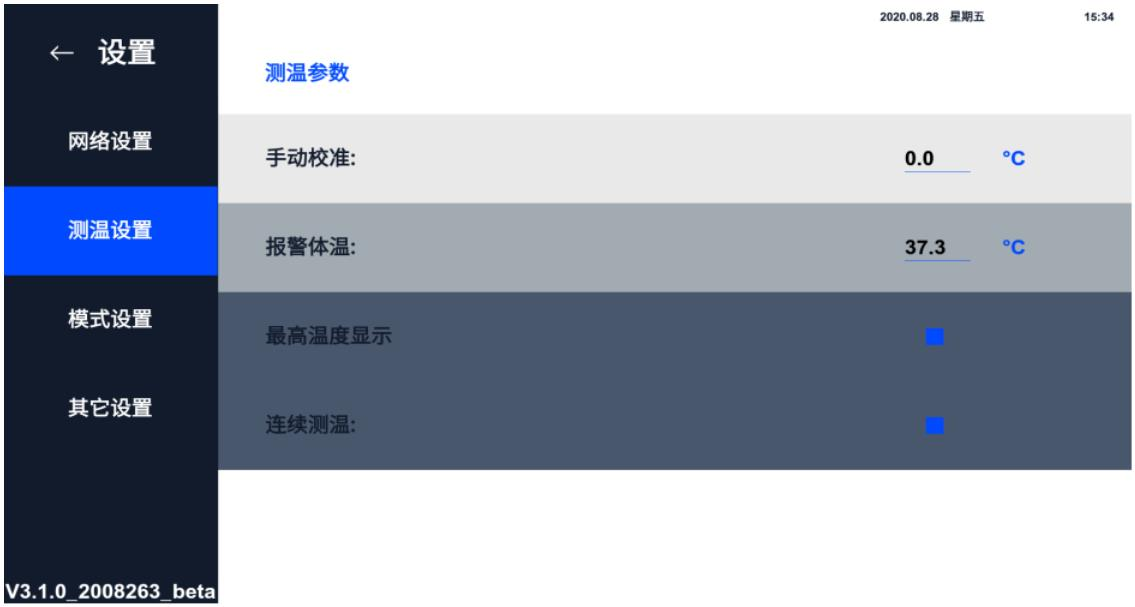 2020.08.28 星期五 15:34
← 设置
测温参数
网络设置
手动校准: 0.0 °C
测温设置
报警体温: 37.3 °C
模式设置
最高温度显示
其它设置
连续测温:
V3.1.0_2008263_beta